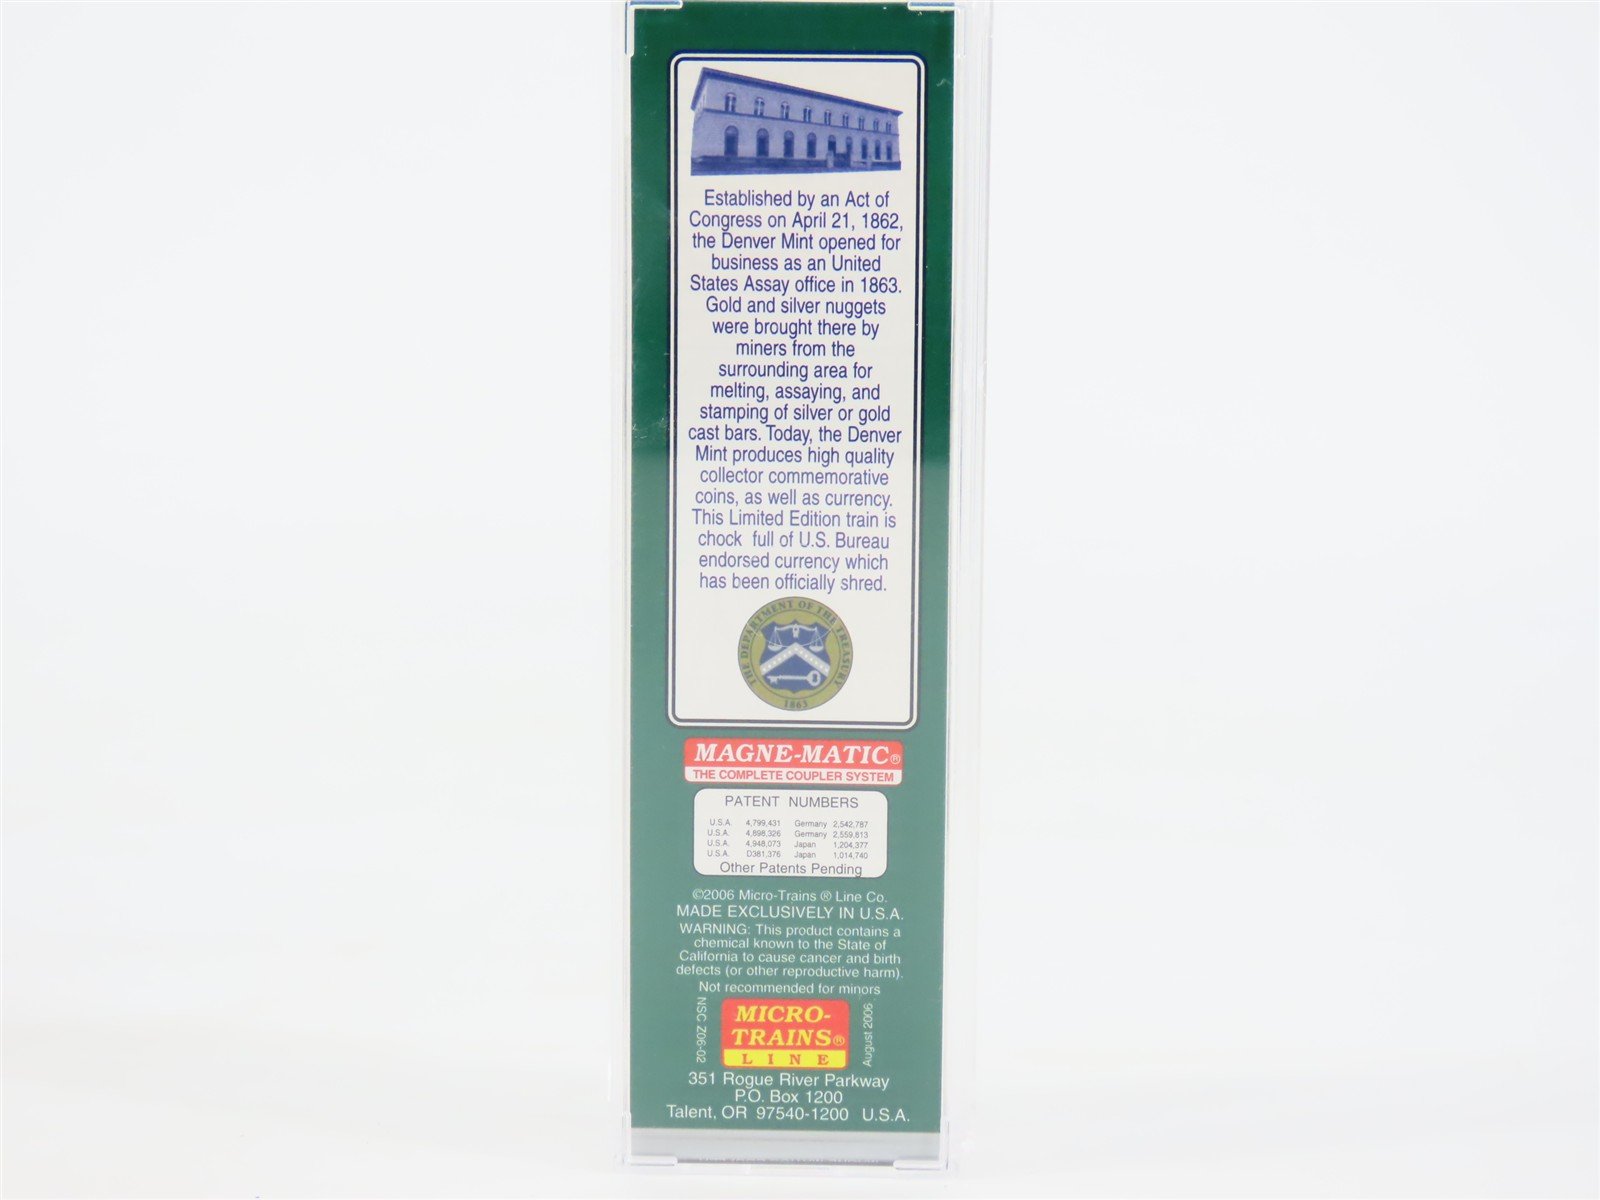 Established by an Act of
Congress on April 21, 1862,
the Denver Mint opened for
business as an United
States Assay office in 1863.
Gold and silver nuggets
were brought there by
miners from the
surrounding area for
melting, assaying, and
stamping of silver or gold
cast bars. Today, the Denver
Mint produces high quality
collector commemorative
coins, as well as currency.
This Limited Edition train is
chock full of U.S. Bureau
endorsed currency which
has been officially shred.
THE DEPARTMENT OF THE TREASURY
1863
MAGNE-MATIC®
THE COMPLETE COUPLER SYSTEM
PATENT NUMBERS
U.S.A. 4,799,431 Germany 2,542,787
U.S.A. 4,898,326 Germany 2,559,813
U.S.A. 4,948,073 Japan 1,204,377
U.S.A. D381,376 Japan 1,014,740
Other Patents Pending
©2006 Micro-Trains ® Line Co.
MADE EXCLUSIVELY IN U.S.A.
WARNING: This product contains a
chemical known to the State of
California to cause cancer and birth
defects (or other reproductive harm).
Not recommended for minors
NSC Z06-02
MICRO-
TRAINS®
LINE
August 2006
351 Rogue River Parkway
P.O. Box 1200
Talent, OR 97540-1200 U.S.A.